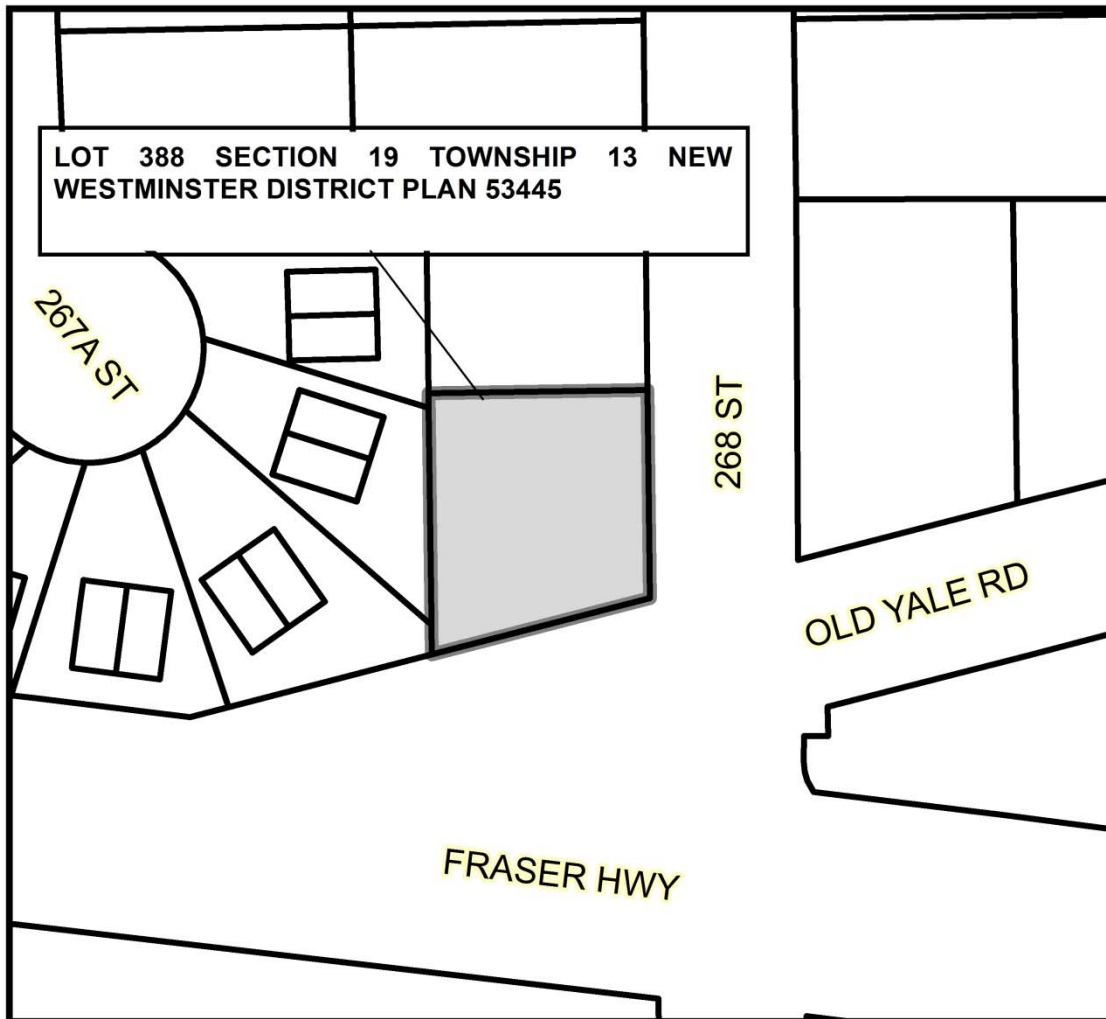 LOT 388 SECTION 19 TOWNSHIP 13 NEW
WESTMINSTER DISTRICT PLAN 53445
267A ST
268 ST
OLD YALE RD
FRASER HWY